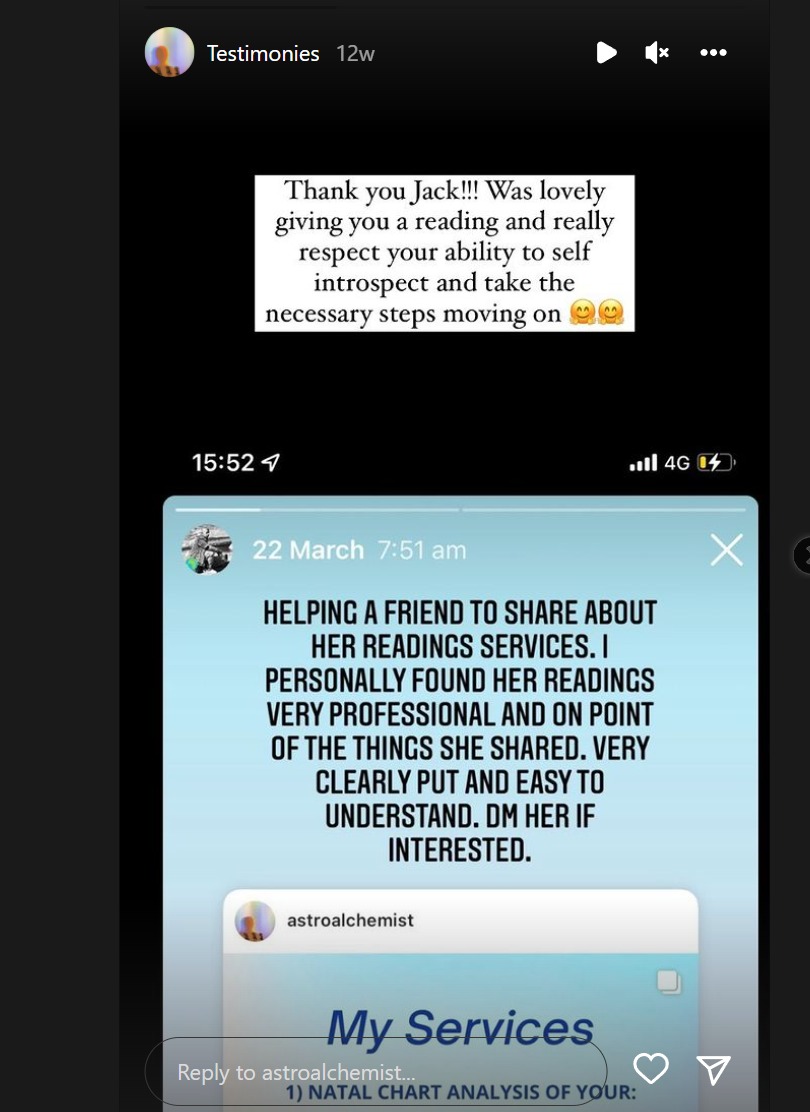 Testimonies 12w
Thank you Jack!!! Was lovely
giving you a reading and really
respect your ability to self
introspect and take the
necessary steps moving on 🤗🤗
15:52
4G
22 March 7:51 am
HELPING A FRIEND TO SHARE ABOUT
HER READINGS SERVICES. I
PERSONALLY FOUND HER READINGS
VERY PROFESSIONAL AND ON POINT
OF THE THINGS SHE SHARED. VERY
CLEARLY PUT AND EASY TO
UNDERSTAND. DM HER IF
INTERESTED.
astroalchemist
My Services
Reply to astroalchemist...
1) NATAL CHART ANALYSIS OF YOUR: